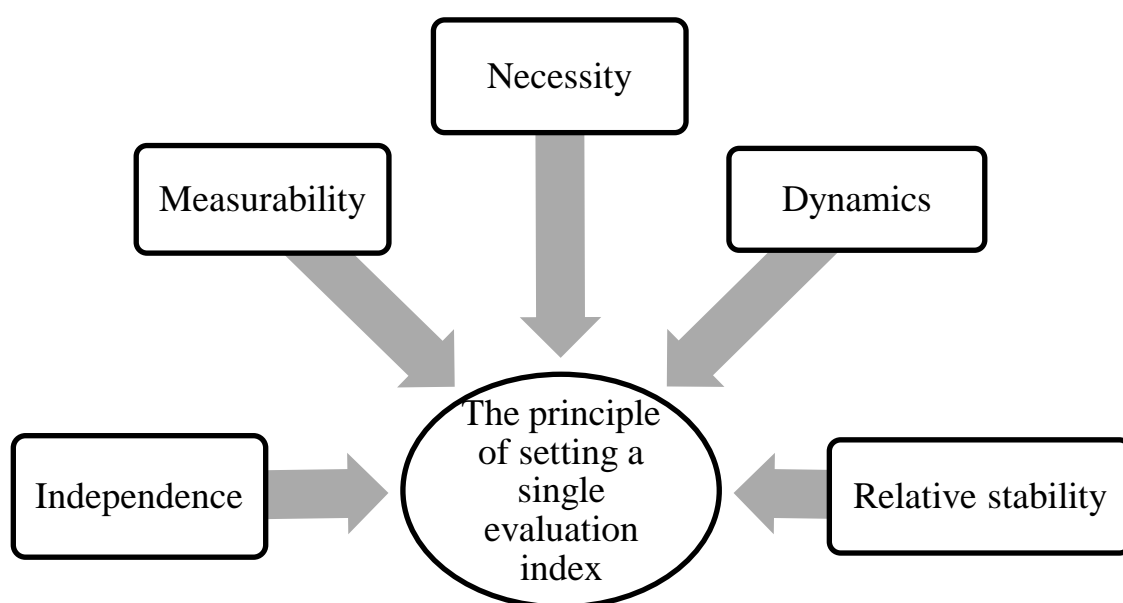 Necessity
Measurability
Dynamics
Independence
The principle
of setting a
single
evaluation
index
Relative stability